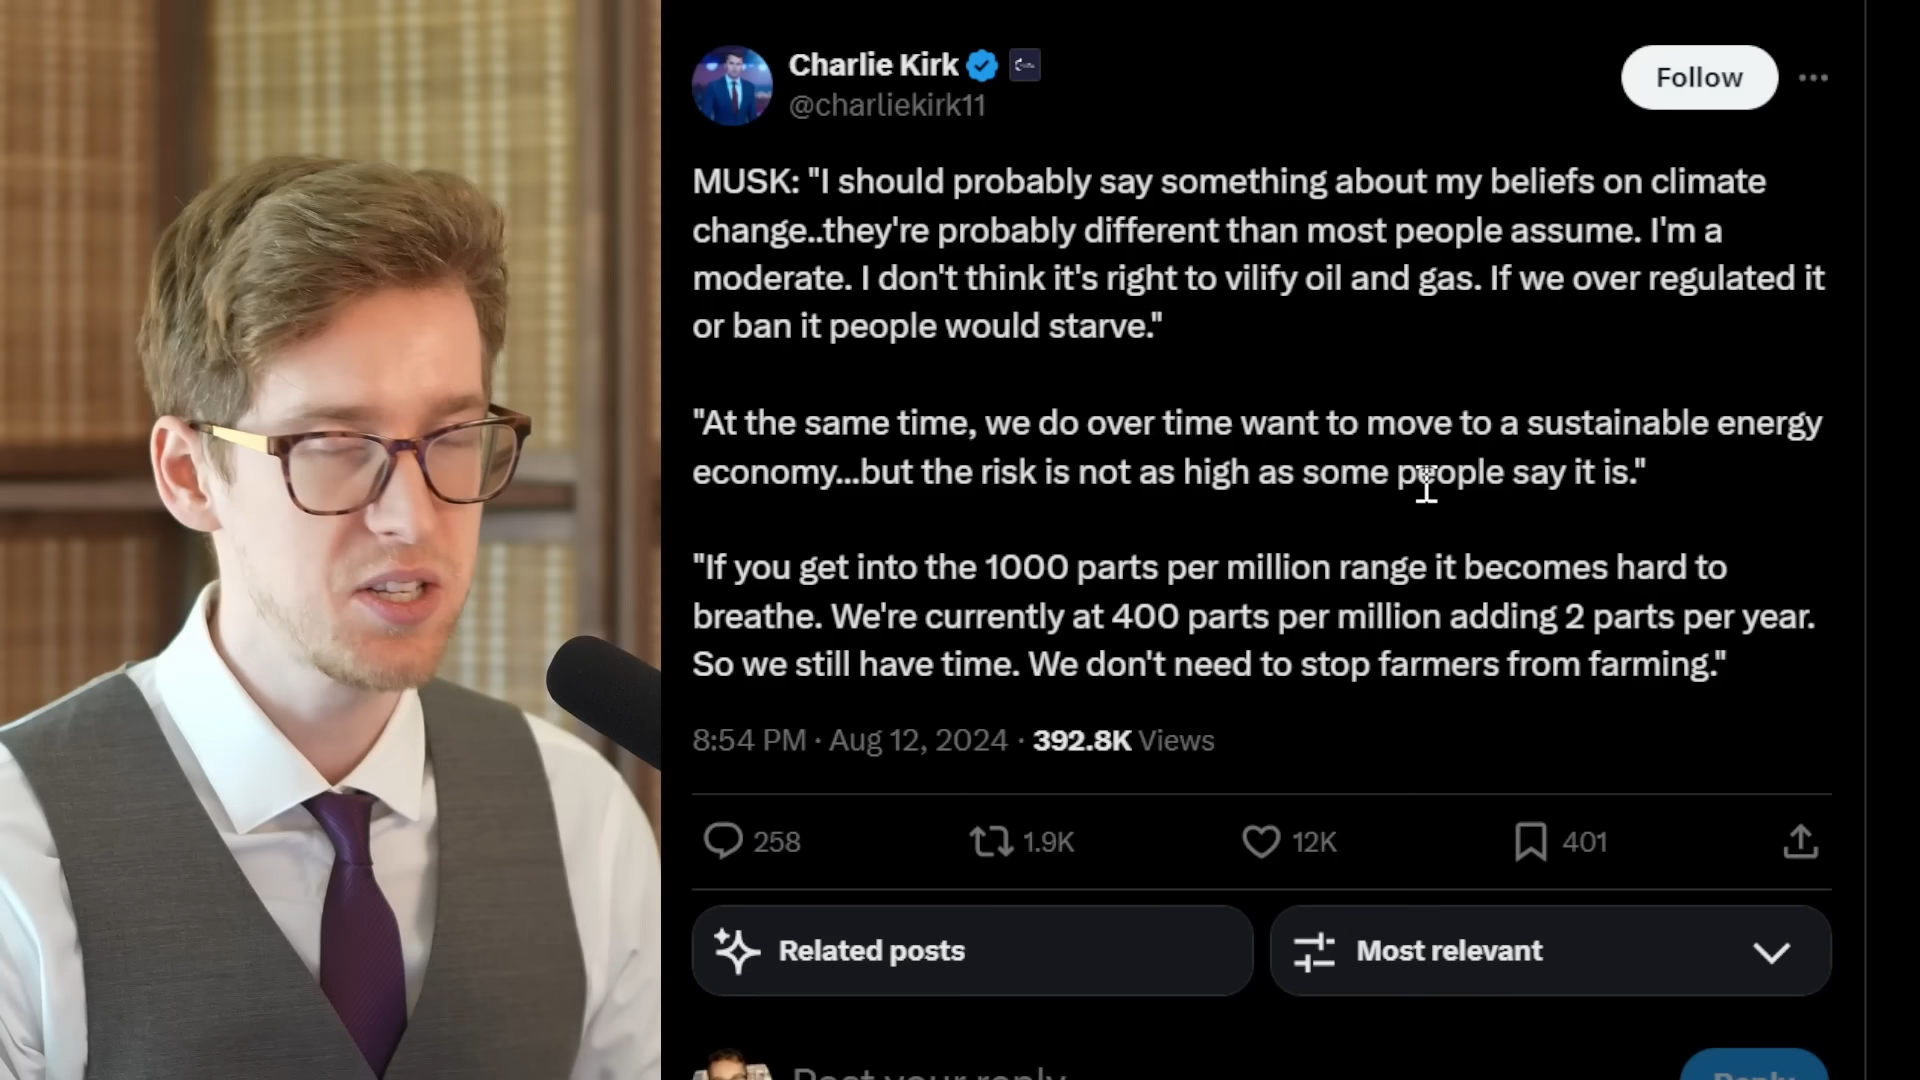 Charlie Kirk
@charliekirk11
Follow
MUSK: "I should probably say something about my beliefs on climate
change..they're probably different than most people assume. I'm a
moderate. I don't think it's right to vilify oil and gas. If we over regulated it
or ban it people would starve."
"At the same time, we do over time want to move to a sustainable energy
economy...but the risk is not as high as some people say it is."
"If you get into the 1000 parts per million range it becomes hard to
breathe. We're currently at 400 parts per million adding 2 parts per year.
So we still have time. We don't need to stop farmers from farming."
8:54 PM · Aug 12, 2024 · 392.8K Views
258 1.9K 12K 401
Related posts
Most relevant
Post your reply
Reply